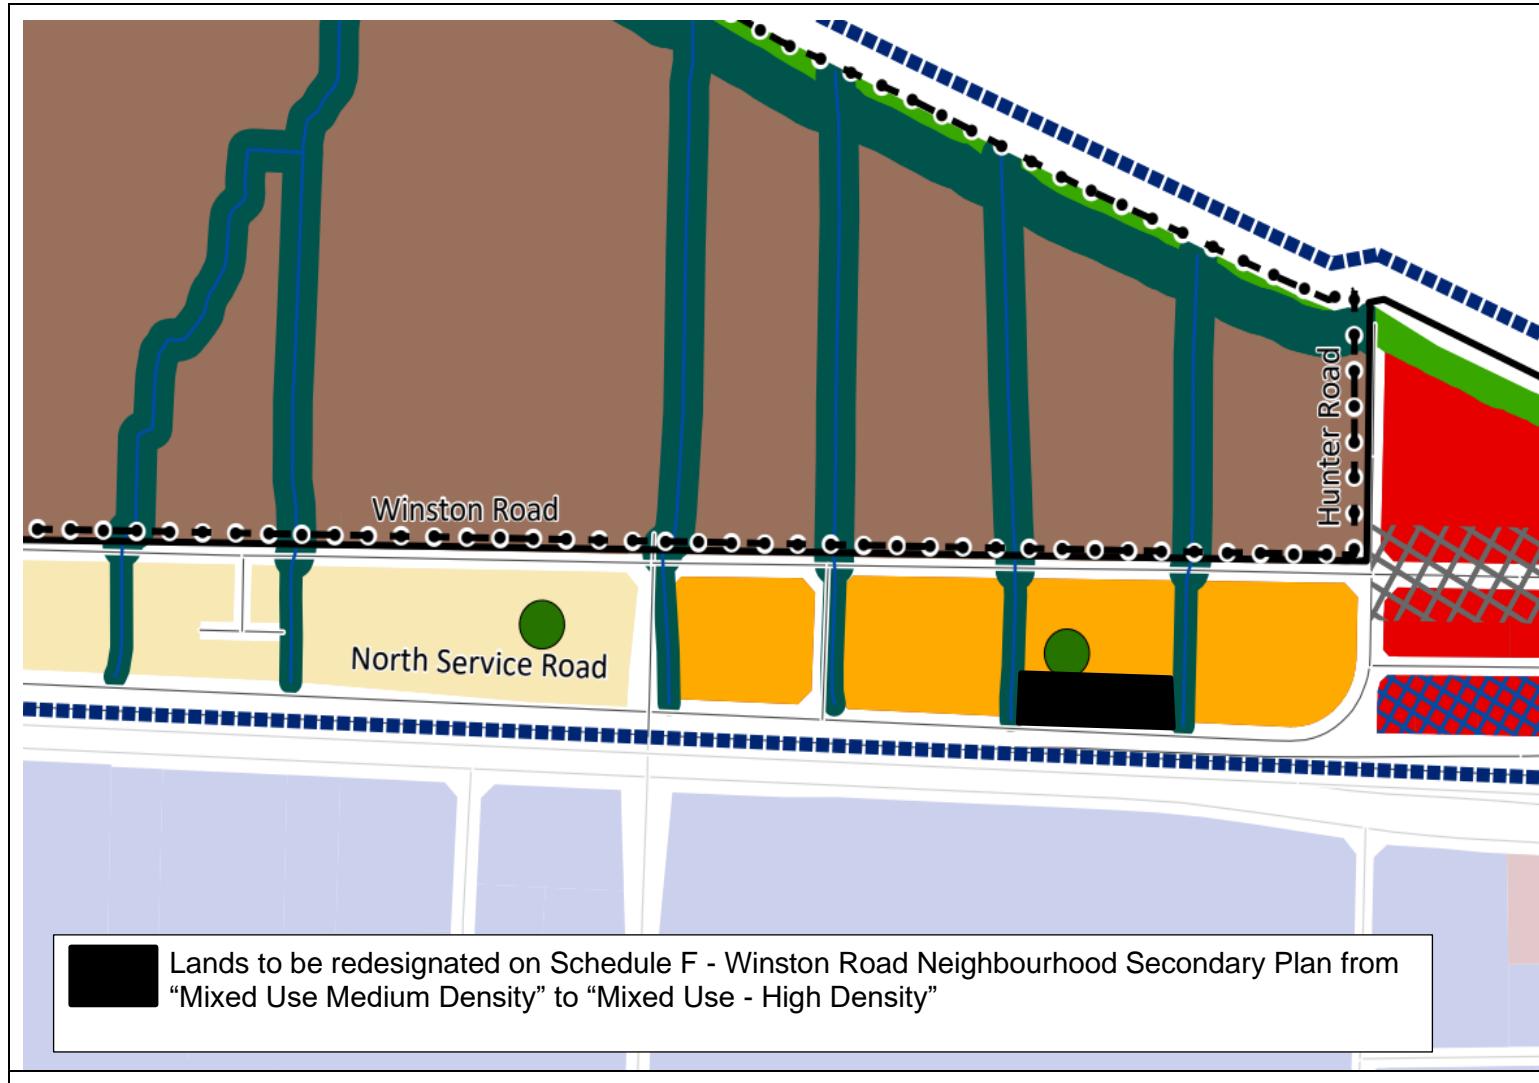 Winston Road
Hunter Road
North Service Road
Lands to be redesignated on Schedule F - Winston Road Neighbourhood Secondary Plan from
“Mixed Use Medium Density” to “Mixed Use - High Density”